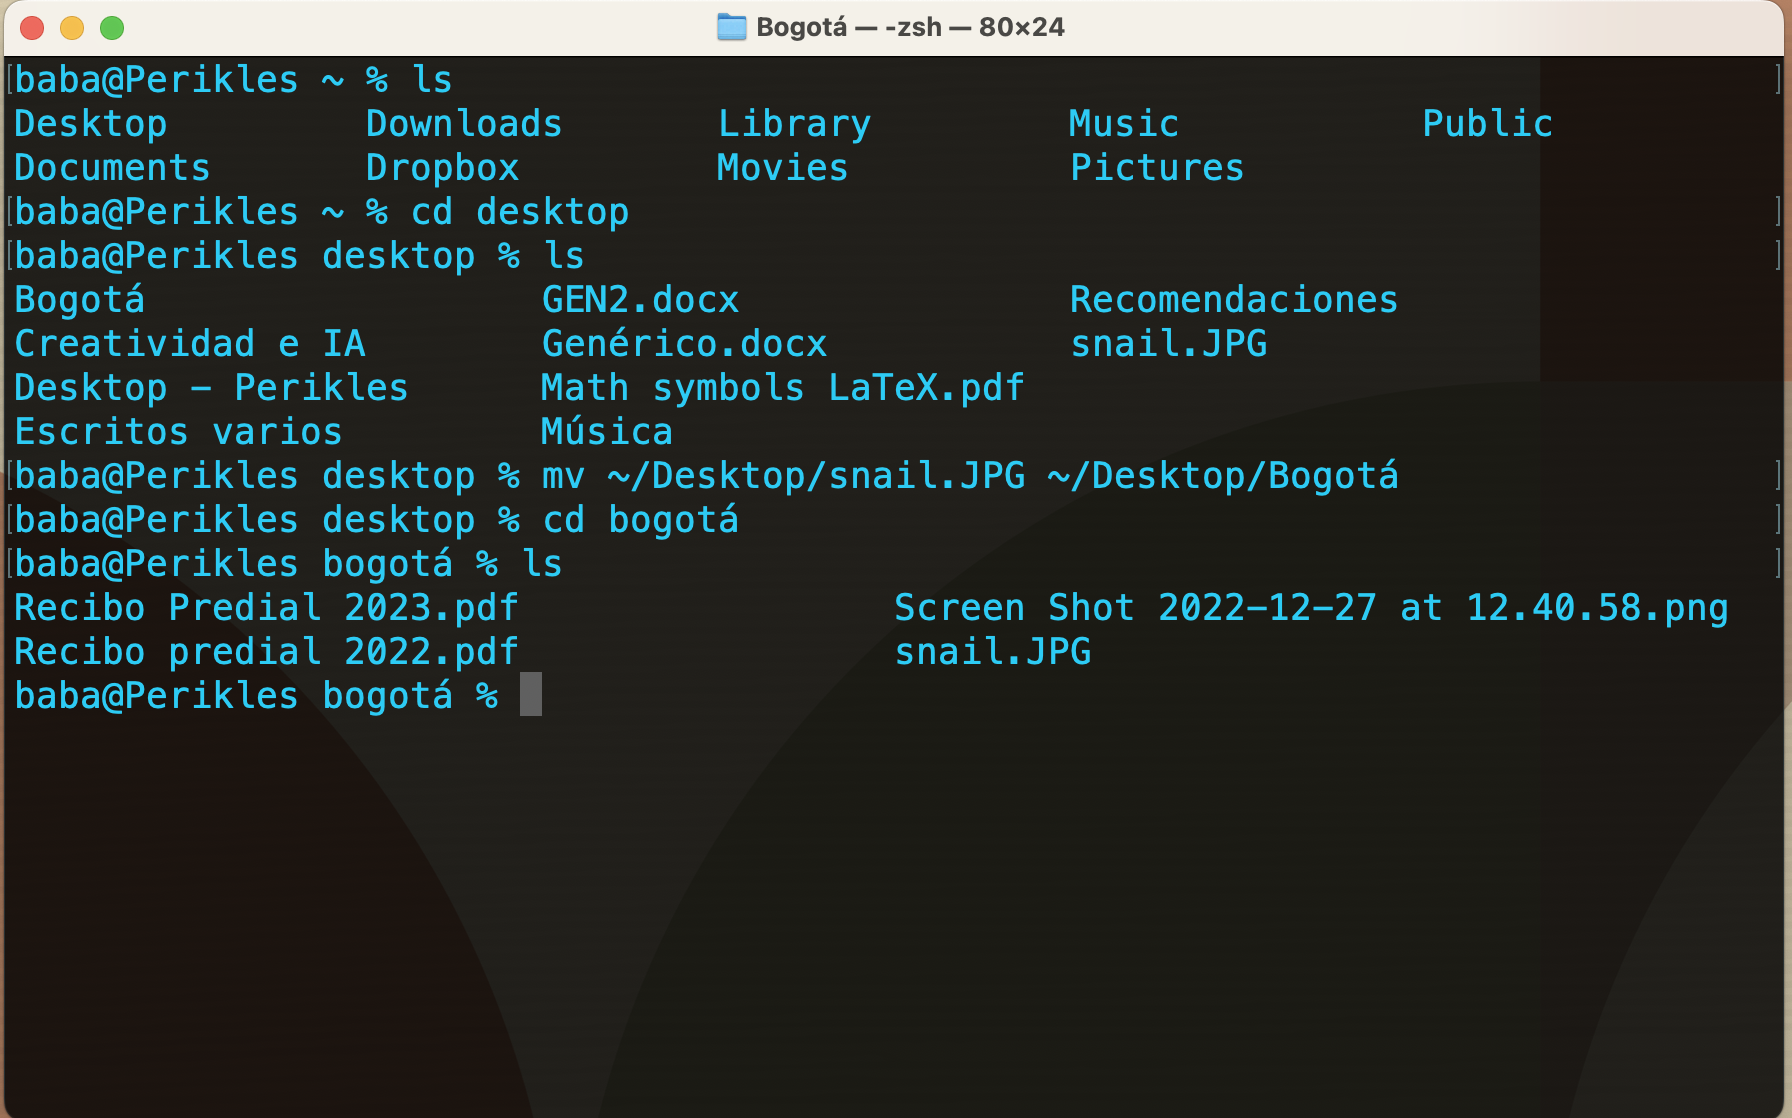 Bogotá — -zsh — 80×24
[baba@Perikles ~ % ls ]
Desktop Downloads Library Music Public
Documents Dropbox Movies Pictures
[baba@Perikles ~ % cd desktop ]
[baba@Perikles desktop % ls ]
Bogotá GEN2.docx Recomendaciones
Creatividad e IA Genérico.docx snail.JPG
Desktop - Perikles Math symbols LaTeX.pdf
Escritos varios Música
[baba@Perikles desktop % mv ~/Desktop/snail.JPG ~/Desktop/Bogotá ]
[baba@Perikles desktop % cd bogotá ]
[baba@Perikles bogotá % ls ]
Recibo Predial 2023.pdf Screen Shot 2022-12-27 at 12.40.58.png
Recibo predial 2022.pdf snail.JPG
baba@Perikles bogotá %